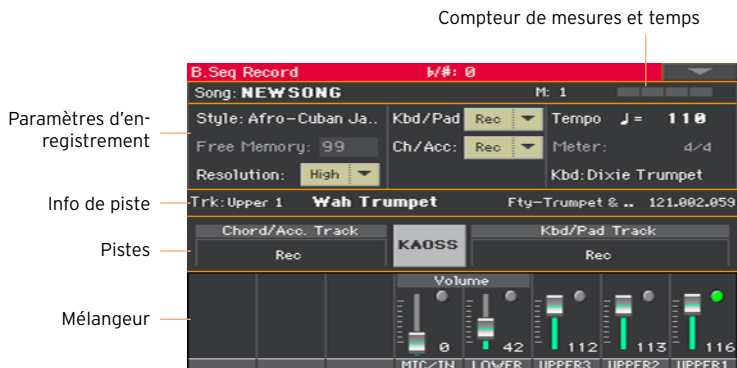 Compteur de mesures et temps
B.Seq Record b/#: 0
Song: NEWSONG M: 1
Paramètres d'en-
registrement
Style: Afro-Cuban Ja.. Kbd/Pad Rec Tempo ♩= 110
Free Memory: 99 Ch/Acc: Rec Meter: 4/4
Resolution: High Kbd: Dixie Trumpet
Info de piste
Trk: Upper 1 Wah Trumpet Fty-Trumpet & .. 121.002.059
Pistes
Chord/Acc. Track KAOSS Kbd/Pad Track
Rec Rec
Mélangeur
Volume
0 42 112 113 116
MIC/IN LOWER UPPER3 UPPER2 UPPER1